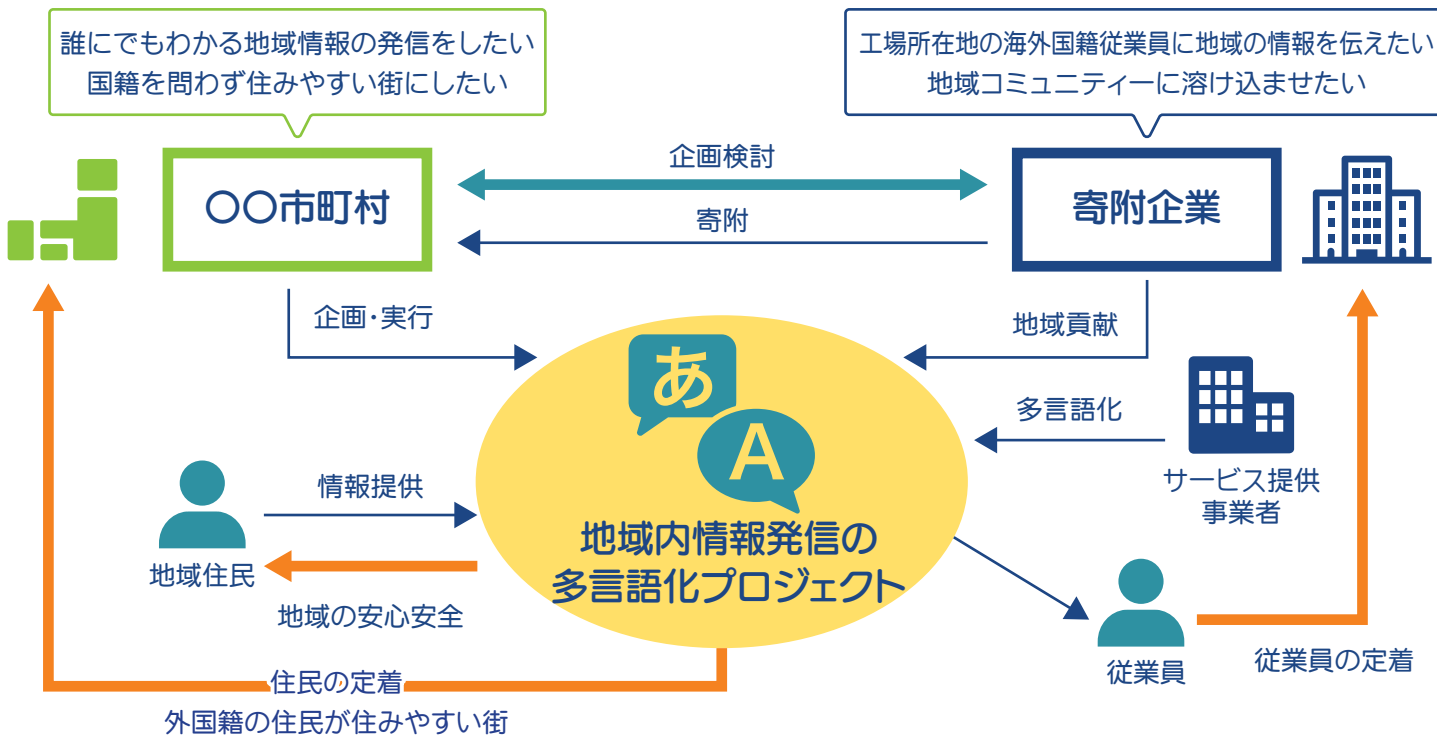 誰にでもわかる地域情報の発信をしたい
国籍を問わず住みやすい街にしたい
工場所在地の海外国籍従業員に地域の情報を伝えたい
地域コミュニティーに溶け込ませたい
〇〇市町村
企画検討
寄附
寄附企業
企画・実行
地域貢献
あ
A
多言語化
サービス提供
事業者
情報提供
地域住民
地域の安心安全
地域内情報発信の
多言語化プロジェクト
従業員
従業員の定着
住民の定着
外国籍の住民が住みやすい街